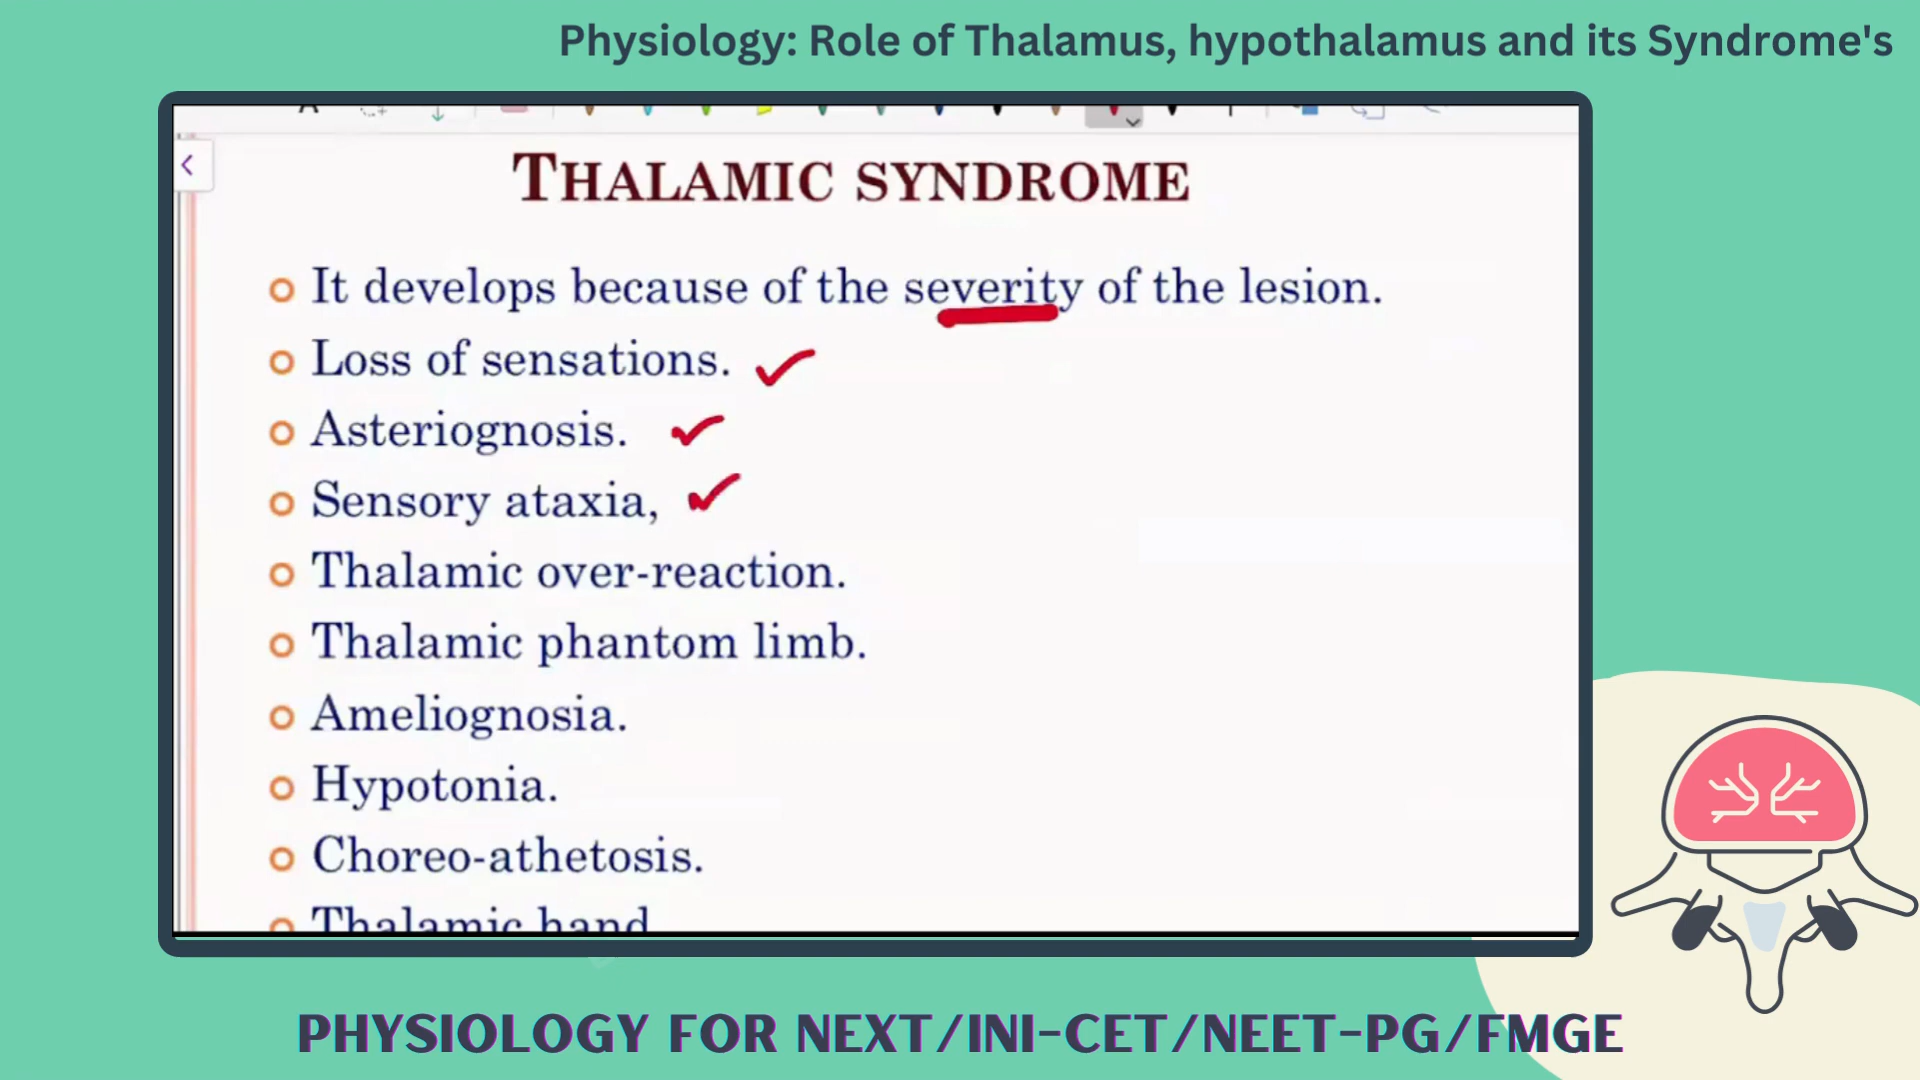 Physiology: Role of Thalamus, hypothalamus and its Syndrome's
THALAMIC SYNDROME
It develops because of the severity of the lesion.
Loss of sensations.
Asteriognosis.
Sensory ataxia,
Thalamic over-reaction.
Thalamic phantom limb.
Ameliognosia.
Hypotonia.
Choreo-athetosis.
Thalamic hand
PHYSIOLOGY FOR NEXT/INI-CET/NEET-PG/FMGE